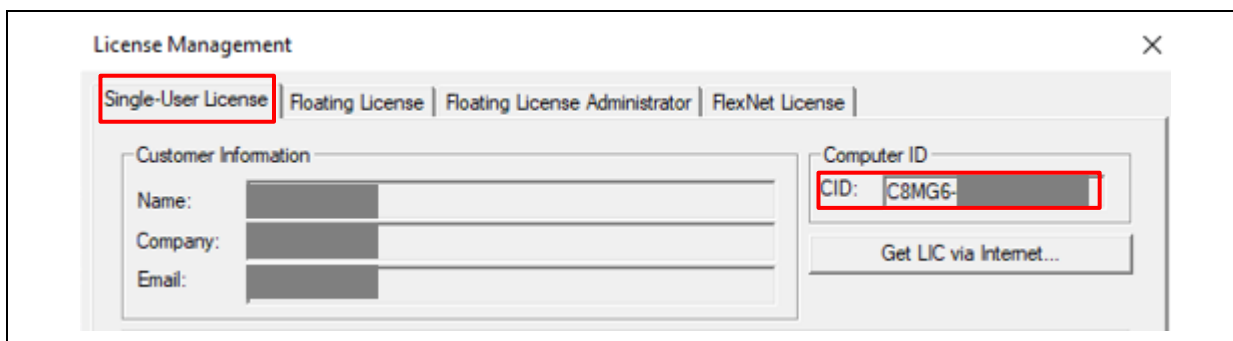 License Management
Single-User License Floating License Floating License Administrator FlexNet License
Customer Information
Name:
Company:
Email:
Computer ID
CID: C8MG6-
Get LIC via Internet...